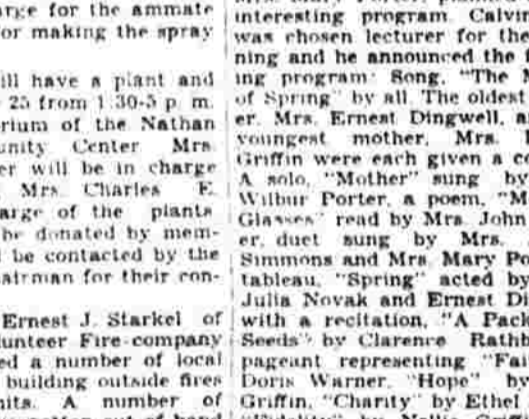 arge for the ammate
or making the spray
ill have a plant and
25 from 1:30-5 p. m.
rium of the Nathan
unity Center Mrs.
er will be in charge
Mrs. Charles E.
arge of the plants
be donated by mem-
be contacted by the
airman for their con-
Ernest J. Starkel of
lunteer Fire company
ed a number of local
building outside fires
mits. A number of
interesting program. Calvin
was chosen lecturer for the
ning and he announced the f
ing program: Song, "The M
of Spring" by all. The oldest
er, Mrs. Ernest Dingwell, a
youngest mother, Mrs.
Griffin were each given a co
A solo, "Mother" sung by
Wilbur Porter, a poem, "M
Glasses" read by Mrs. John
er, duet sung by Mrs.
Simmons and Mrs. Mary Po
tableau, "Spring" acted by
Julia Novak and Ernest Di
with a recitation, "A Pack
Seeds" by Clarence Rathb
pageant representing "Fai
Doris Warner, "Hope" by
Griffin, "Charity" by Ethel